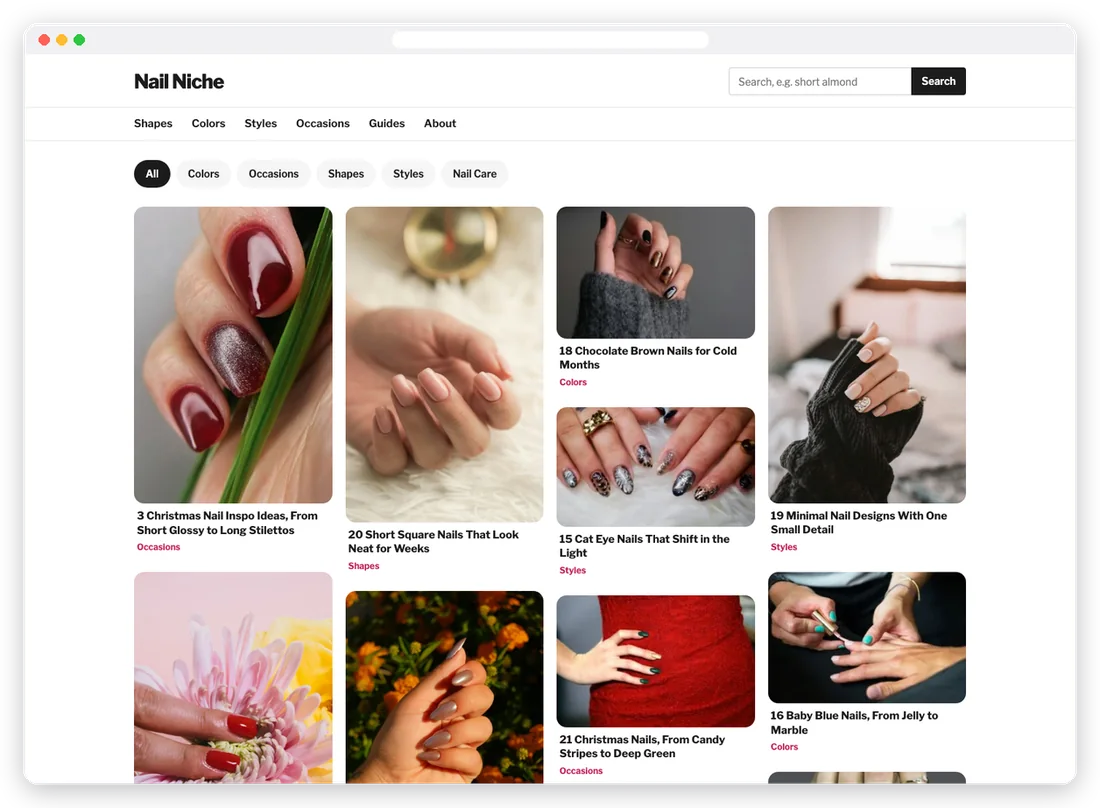 Nail Niche
Search, e.g. short almond
Search
Shapes
Colors
Styles
Occasions
Guides
About
All
Colors
Occasions
Shapes
Styles
Nail Care
3 Christmas Nail Inspo Ideas, From
Short Glossy to Long Stilettos
Occasions
20 Short Square Nails That Look
Neat for Weeks
Shapes
18 Chocolate Brown Nails for Cold
Months
Colors
15 Cat Eye Nails That Shift in the
Light
Styles
21 Christmas Nails, From Candy
Stripes to Deep Green
Occasions
19 Minimal Nail Designs With One
Small Detail
Styles
16 Baby Blue Nails, From Jelly to
Marble
Colors